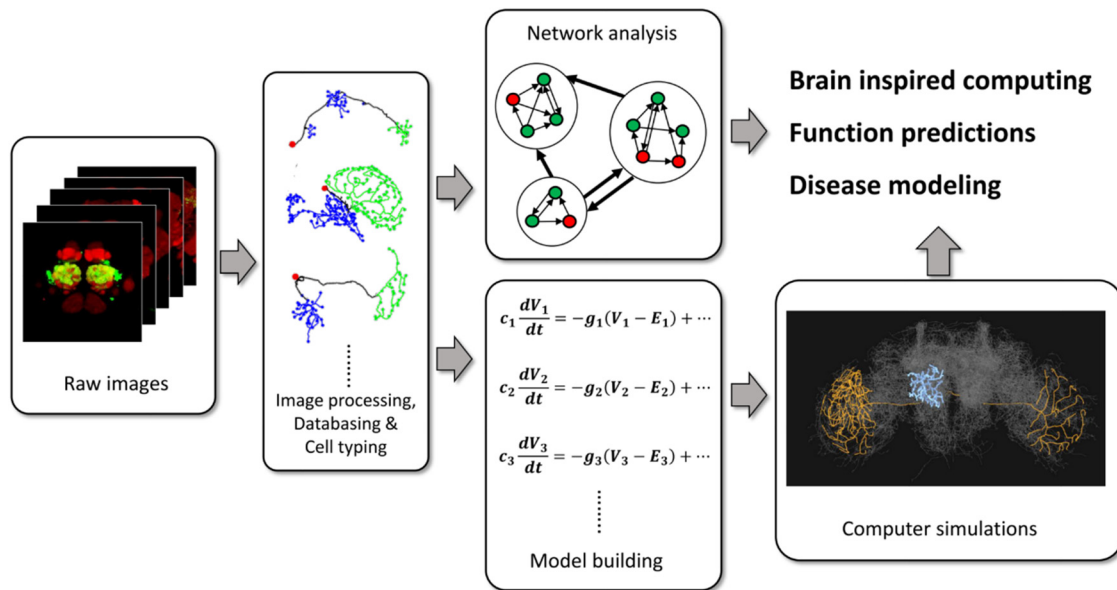 Raw images
Image processing,
Databasing &
Cell typing
Network analysis
c₁ dV₁/dt = −g₁(V₁ − E₁) + ⋯
c₂ dV₂/dt = −g₂(V₂ − E₂) + ⋯
c₃ dV₃/dt = −g₃(V₃ − E₃) + ⋯
Model building
Brain inspired computing
Function predictions
Disease modeling
Computer simulations